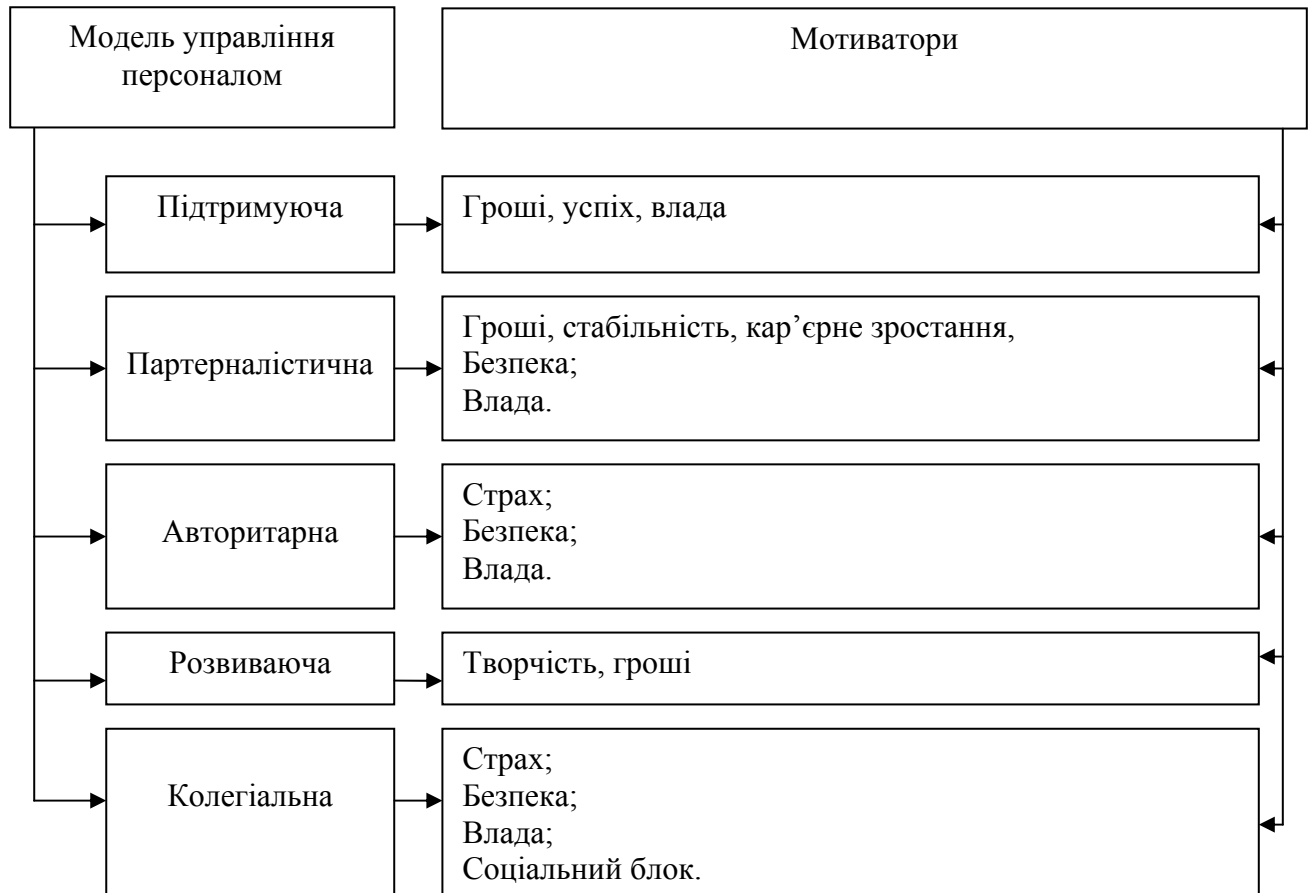 Модель управління
персоналом
Мотиватори
Підтримуюча
Гроші, успіх, влада
Партерналістична
Гроші, стабільність, кар’єрне зростання,
Безпека;
Влада.
Авторитарна
Страх;
Безпека;
Влада.
Розвиваюча
Творчість, гроші
Колегіальна
Страх;
Безпека;
Влада;
Соціальний блок.